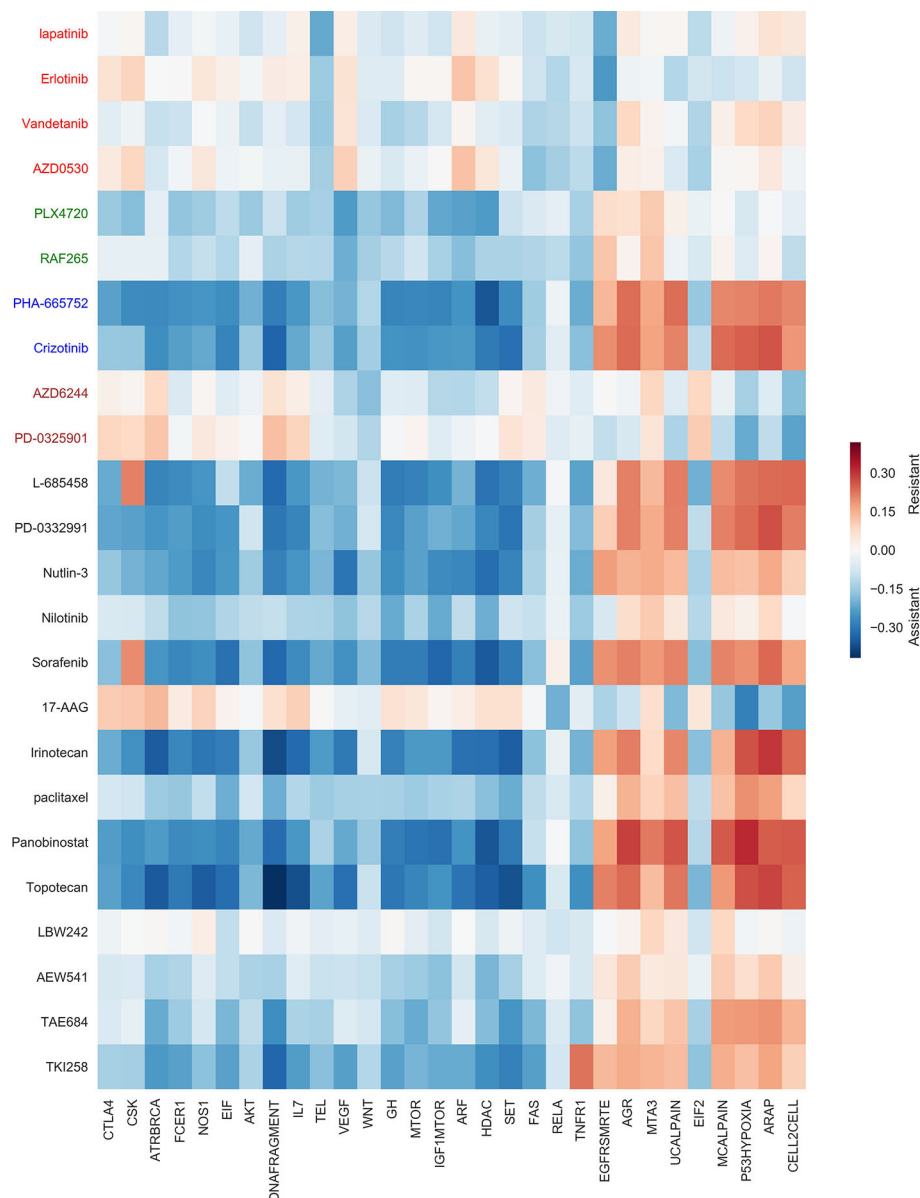 lapatinib
Erlotinib
Vandetanib
AZD0530
PLX4720
RAF265
PHA-665752
Crizotinib
AZD6244
PD-0325901
L-685458
PD-0332991
Nutlin-3
Nilotinib
Sorafenib
17-AAG
Irinotecan
paclitaxel
Panobinostat
Topotecan
LBW242
AEW541
TAE684
TKI258
CTLA4
CSK
ATRBRCA
FCER1
NOS1
EIF
AKT
DNAFRAGMENT
IL7
TEL
VEGF
WNT
GH
MTOR
IGF1MTOR
ARF
HDAC
SET
FAS
RELA
TNFR1
EGFRSMRTE
AGR
MTA3
UCALPAIN
EIF2
MCALPAIN
P53HYPOXIA
ARAP
CELL2CELL
0.30
0.15
0.00
−0.15
−0.30
Resistant
Assistant